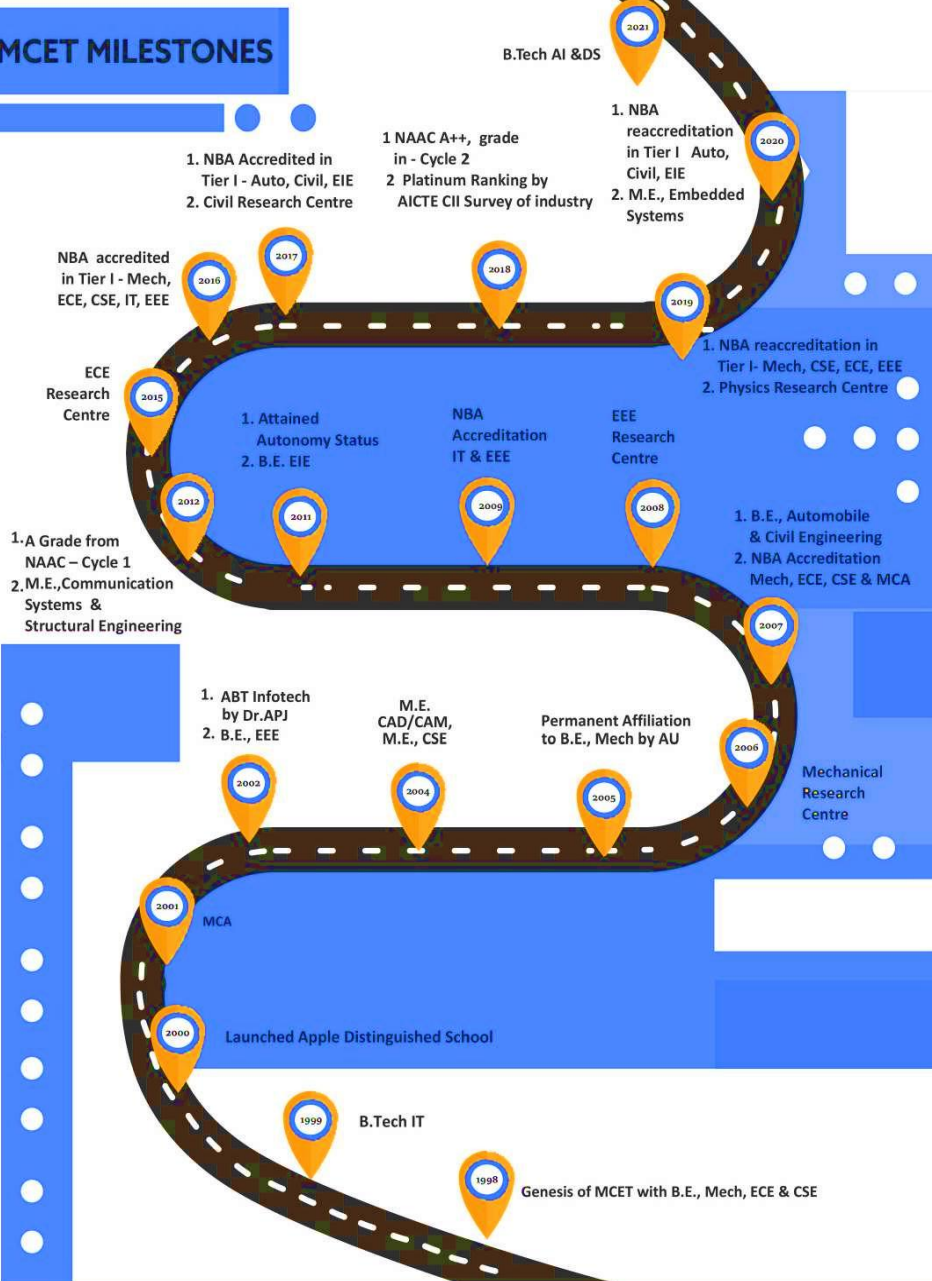 MCET MILESTONES
2021
B.Tech AI &DS
2020
1. NBA
reaccreditation
in Tier I Auto,
Civil, EIE
2. M.E., Embedded
Systems
2019
1. NBA reaccreditation in
Tier I- Mech, CSE, ECE, EEE
2. Physics Research Centre
1 NAAC A++, grade
in - Cycle 2
2 Platinum Ranking by
AICTE CII Survey of industry
2018
1. NBA Accredited in
Tier I - Auto, Civil, EIE
2. Civil Research Centre
2017
NBA accredited
in Tier I - Mech,
ECE, CSE, IT, EEE
2016
ECE
Research
Centre
2015
2012
1.A Grade from
NAAC – Cycle 1
2.M.E.,Communication
Systems &
Structural Engineering
1. Attained
Autonomy Status
2. B.E. EIE
2011
NBA
Accreditation
IT & EEE
2009
EEE
Research
Centre
2008
1. B.E., Automobile
& Civil Engineering
2. NBA Accreditation
Mech, ECE, CSE & MCA
2007
2006
Mechanical
Research
Centre
Permanent Affiliation
to B.E., Mech by AU
2005
M.E.
CAD/CAM,
M.E., CSE
2004
1. ABT Infotech
by Dr.APJ
2. B.E., EEE
2002
2001
MCA
2000
Launched Apple Distinguished School
1999
B.Tech IT
1998
Genesis of MCET with B.E., Mech, ECE & CSE